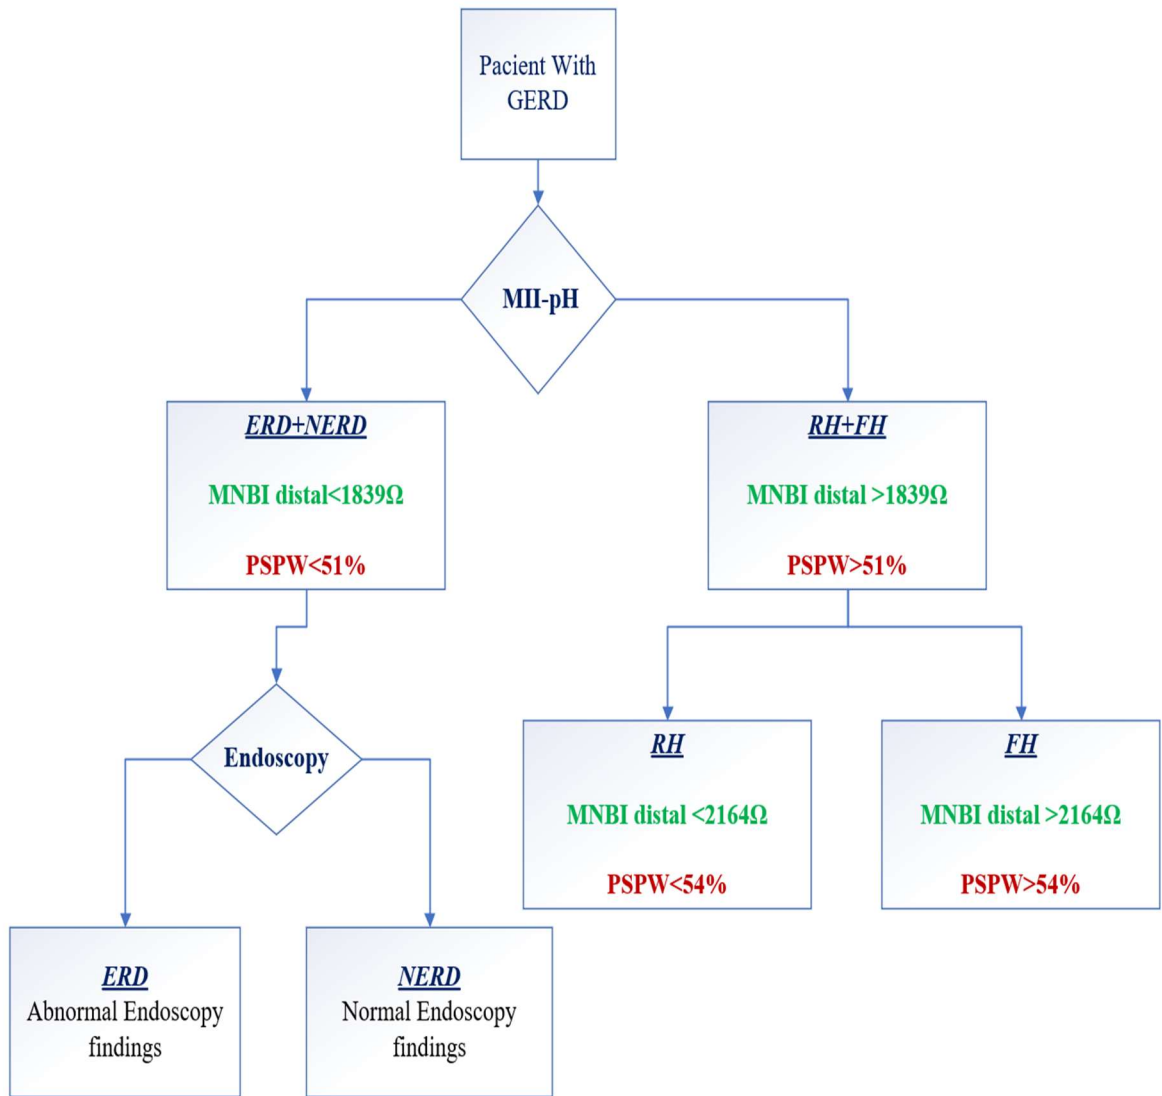 Pacient With
GERD
MII-pH
ERD+NERD
MNBI distal<1839Ω
PSPW<51%
RH+FH
MNBI distal >1839Ω
PSPW>51%
Endoscopy
RH
MNBI distal <2164Ω
PSPW<54%
FH
MNBI distal >2164Ω
PSPW>54%
ERD
Abnormal Endoscopy
findings
NERD
Normal Endoscopy
findings